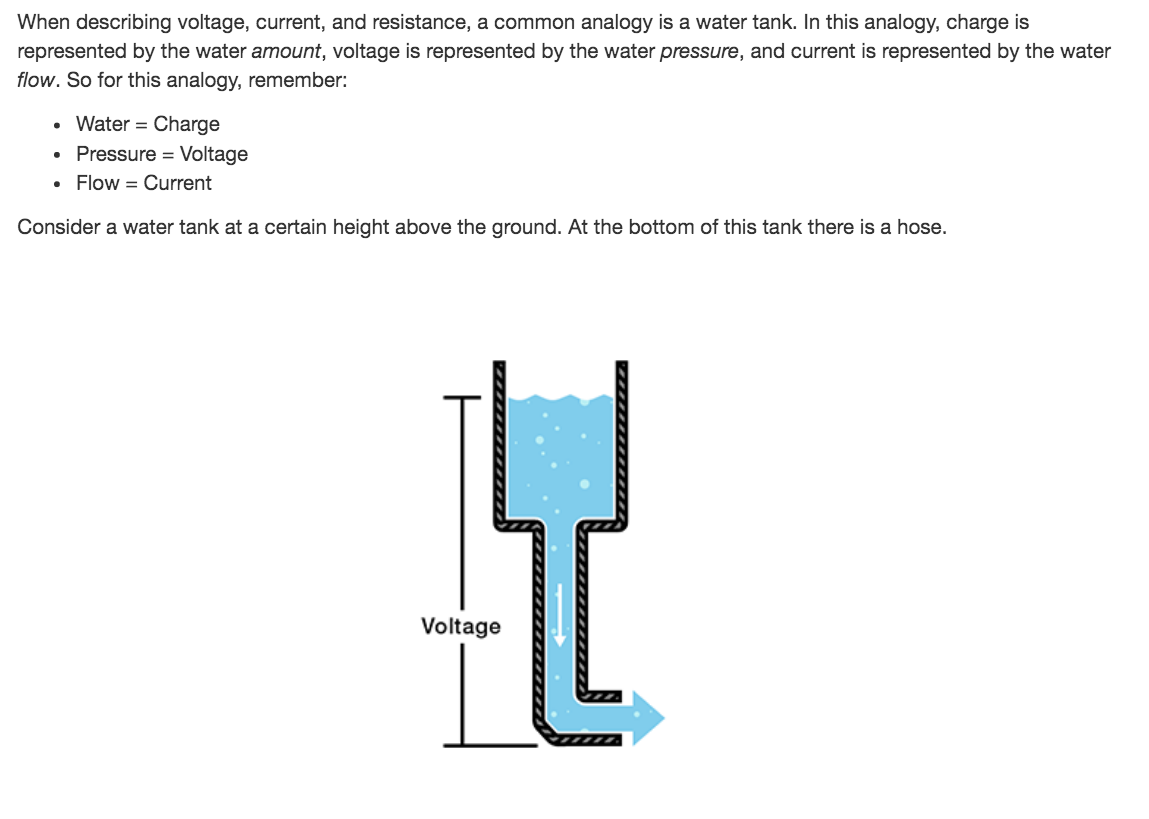 When describing voltage, current, and resistance, a common analogy is a water tank. In this analogy, charge is
represented by the water amount, voltage is represented by the water pressure, and current is represented by the water
flow. So for this analogy, remember:
• Water = Charge
• Pressure = Voltage
• Flow = Current
Consider a water tank at a certain height above the ground. At the bottom of this tank there is a hose.
Voltage